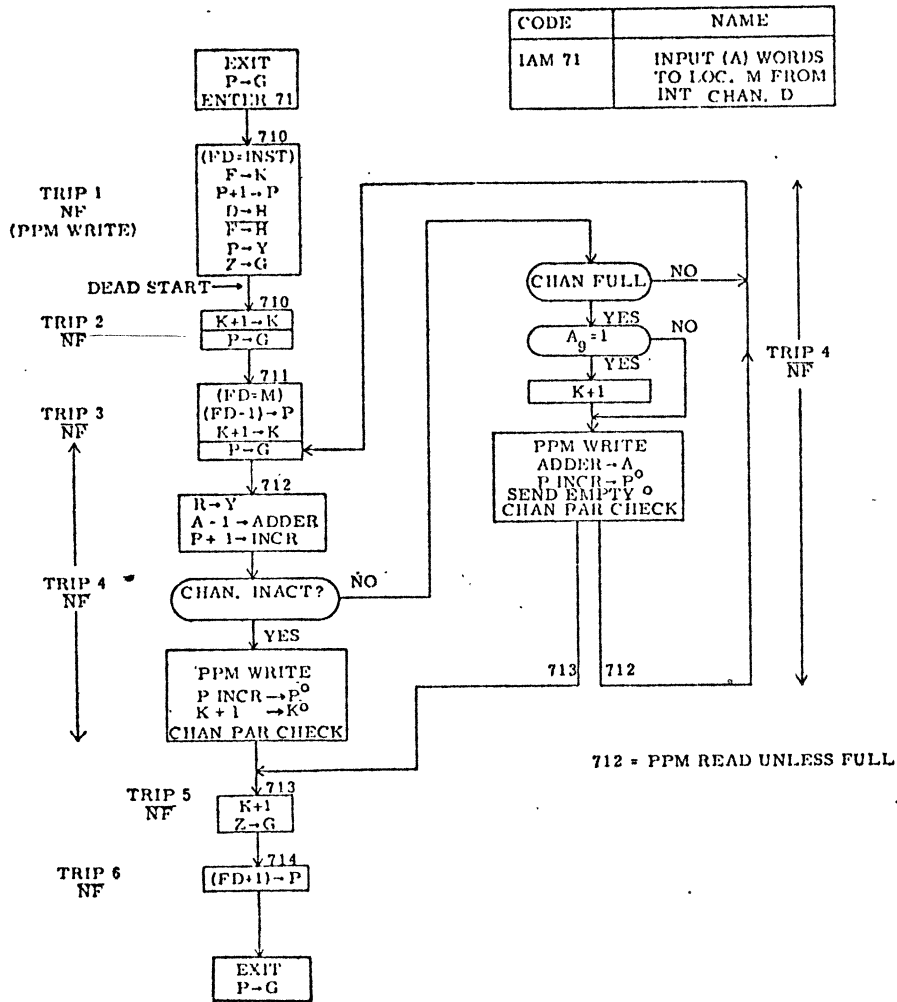 CODE NAME
IAM 71 INPUT (A) WORDS
TO LOC. M FROM
INT CHAN. D
EXIT
P→G
ENTER 71
710
TRIP 1
NF
(PPM WRITE)
(FD=INST)
F→K
P+1→P
D→H
F→H
P→Y
Z→G
DEAD START→
710
TRIP 2
NF
K+1→K
P→G
711
TRIP 3
NF
(FD=M)
(FD-1)→P
K+1→K
P→G
712
R→Y
A-1→ADDER
P+1→INCR
TRIP 4
NF
CHAN. INACT?
NO
YES
PPM WRITE
P INCR→P⁰
K+1 →K⁰
CHAN PAR CHECK
CHAN FULL
NO
YES
A₉=1
NO
YES
K+1
TRIP 4
NF
PPM WRITE
ADDER→A
P INCR→P⁰
SEND EMPTY ⁰
CHAN PAR CHECK
713 712
712 = PPM READ UNLESS FULL
713
TRIP 5
NF
K+1
Z→G
714
TRIP 6
NF
(FD+1)→P
EXIT
P→G